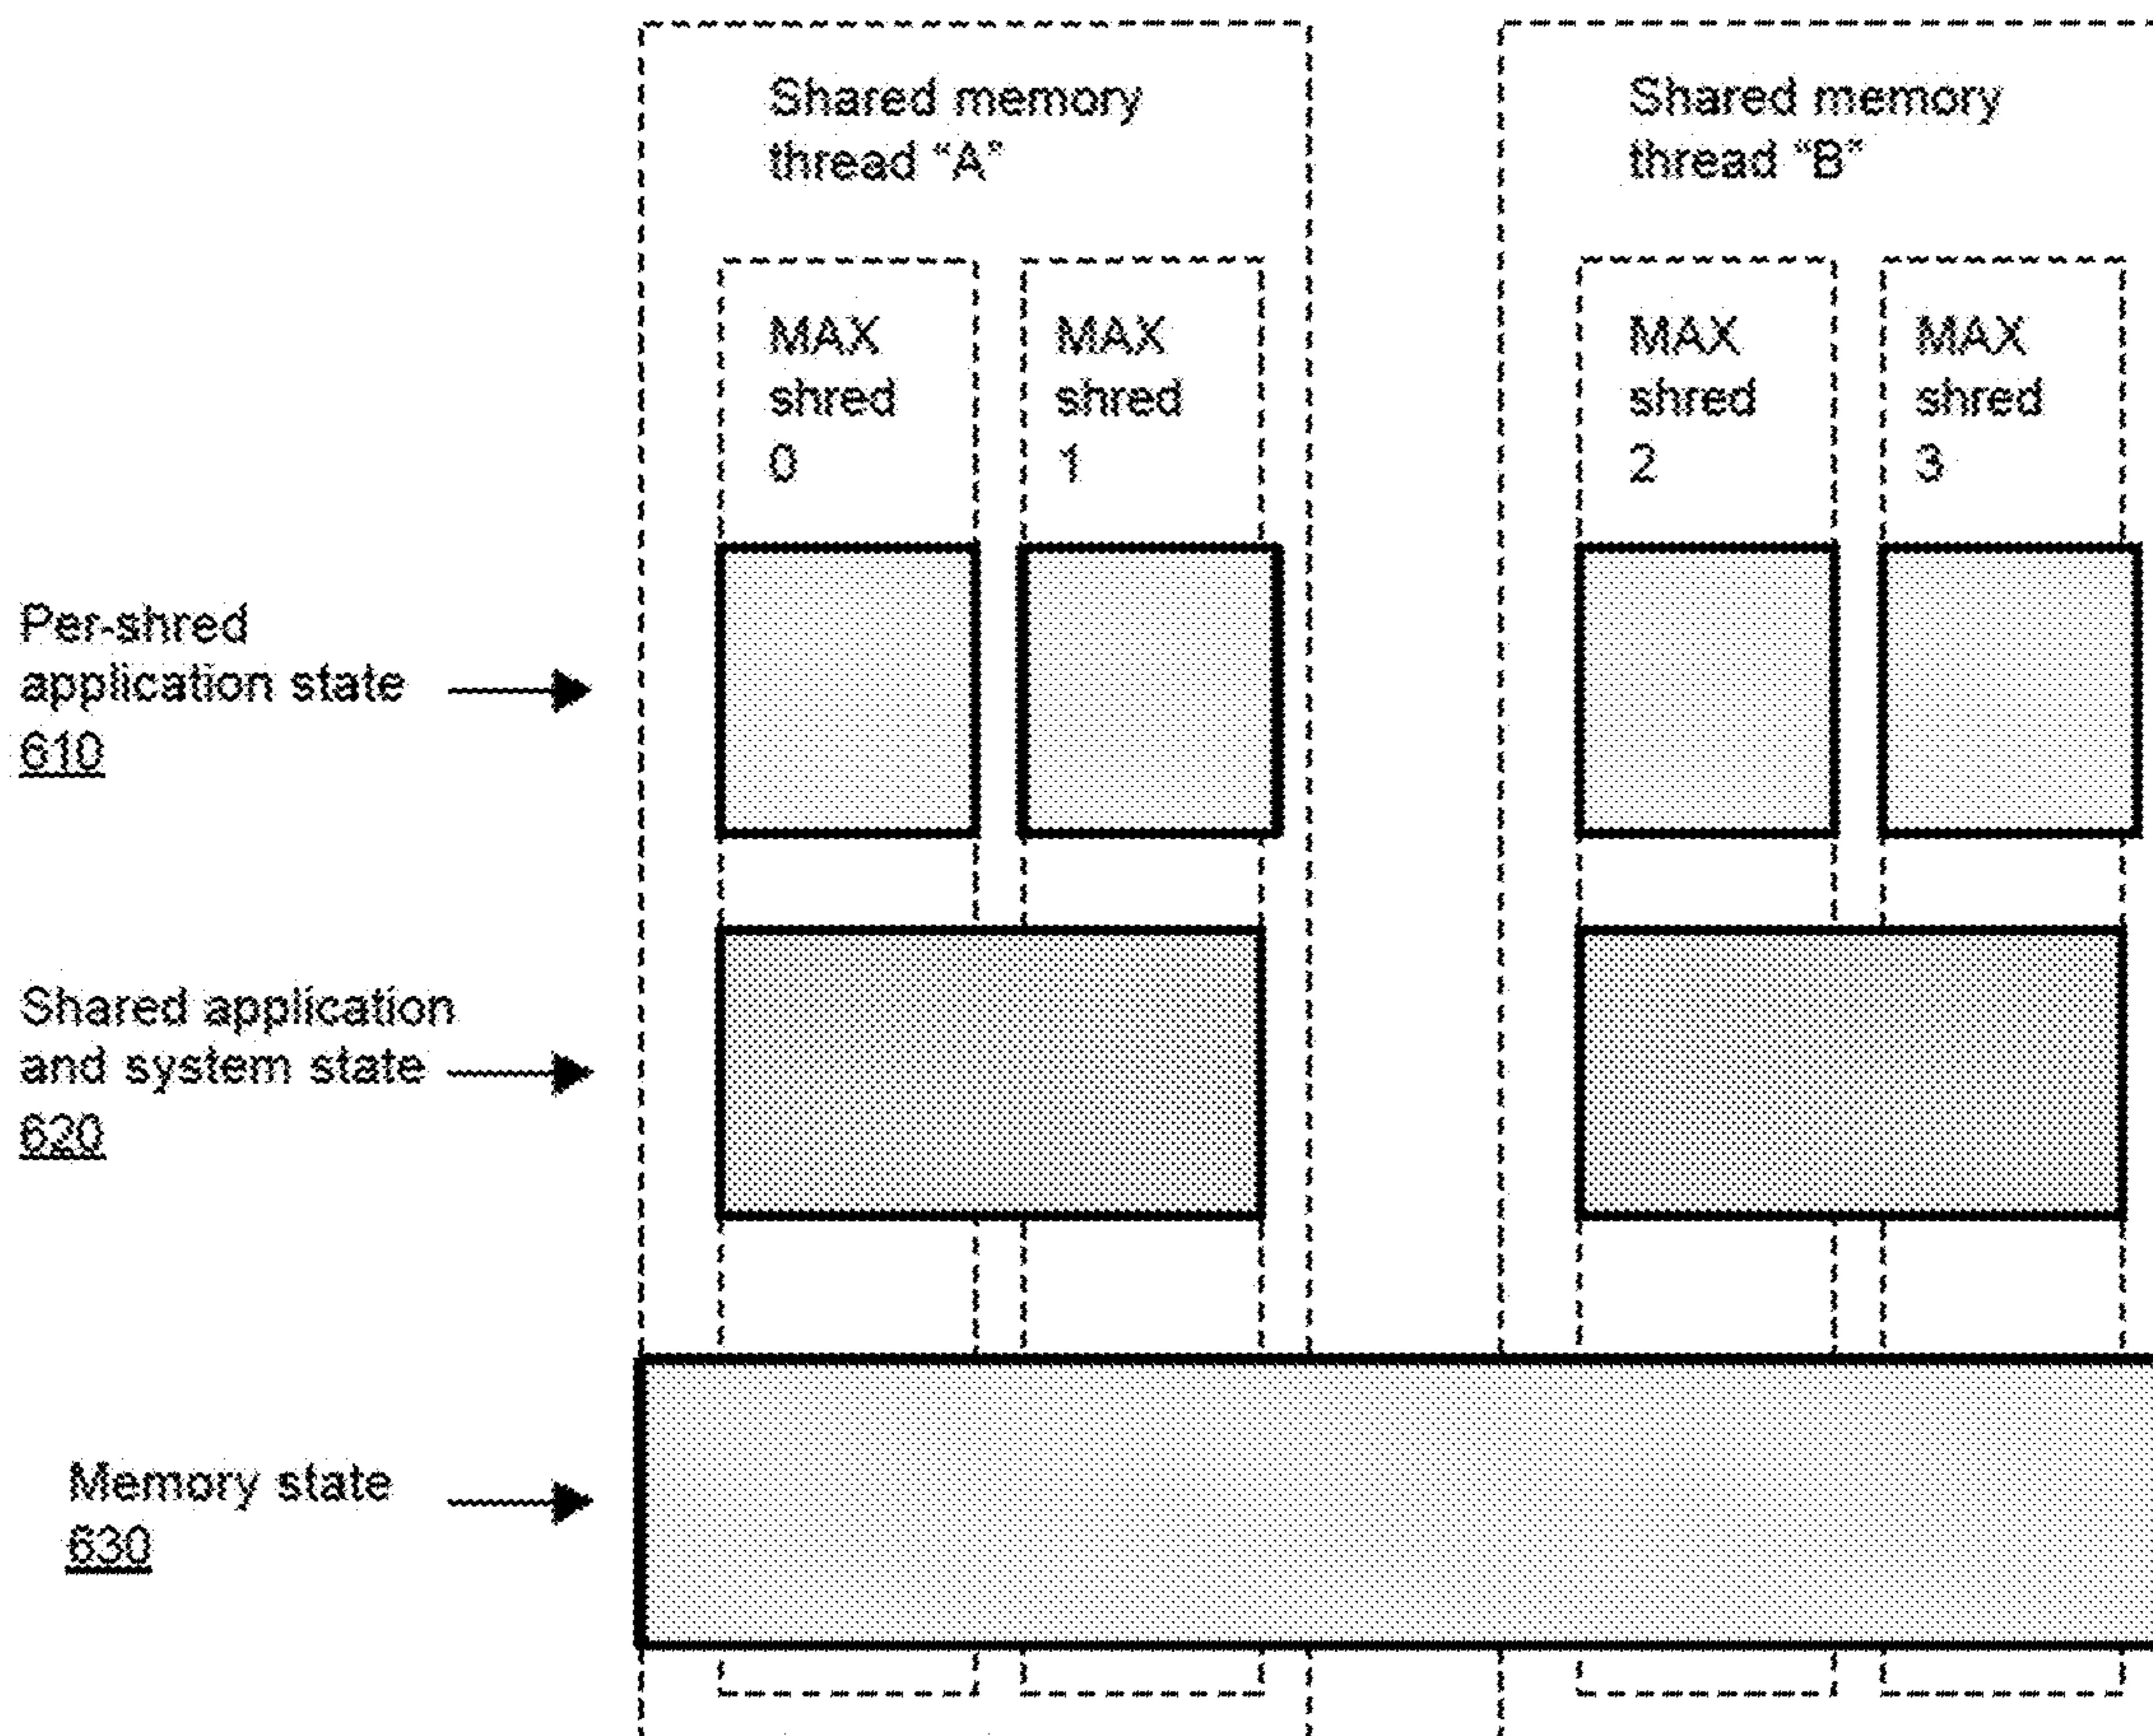 Shared memory
thread "A"
Shared memory
thread "B"
MAX
shred
0
MAX
shred
1
MAX
shred
2
MAX
shred
3
Per-shred
application state
610
Shared application
and system state
620
Memory state
630